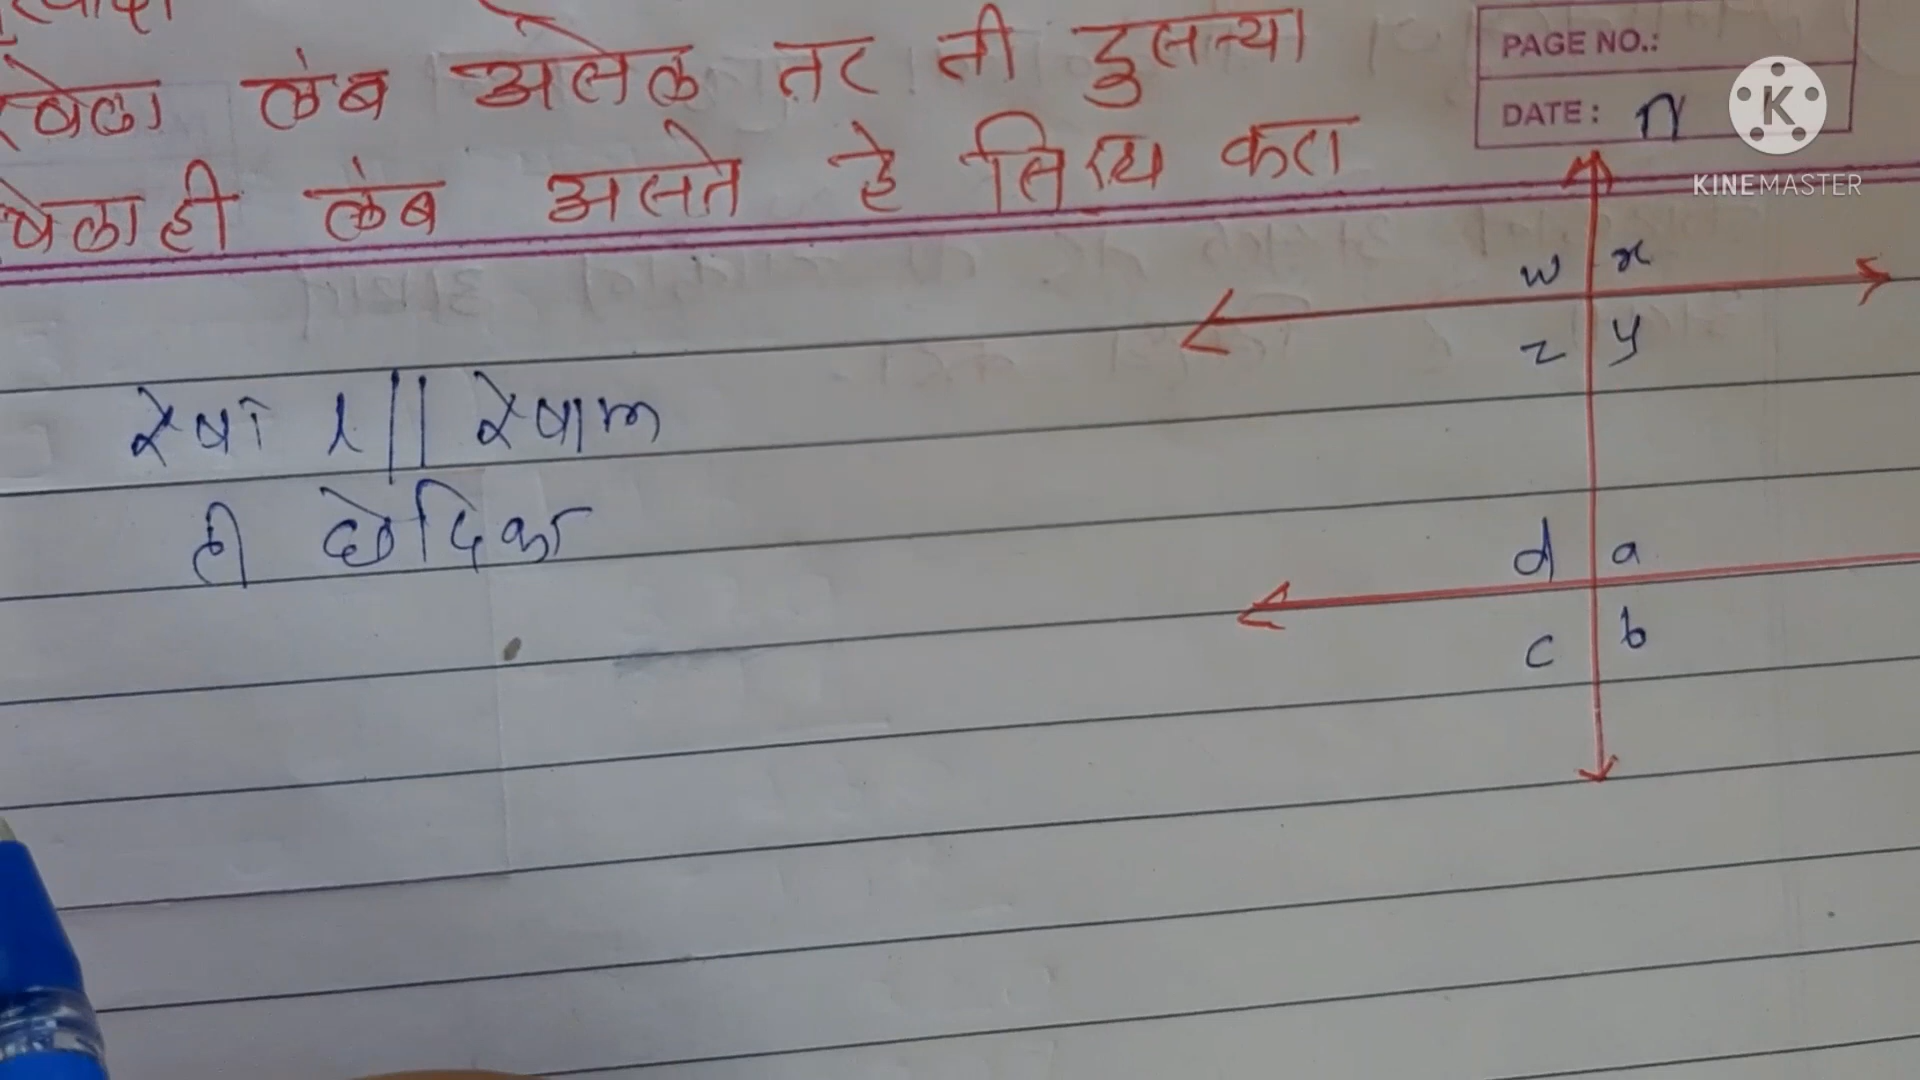 लंब असेल तर ती दुसऱ्या
PAGE NO.:
DATE: n
लाही लंब असते हे सिद्ध करा
KINEMASTER
w x
z y
रेषा l || रेषा m
ही छेदिका
d a
c b